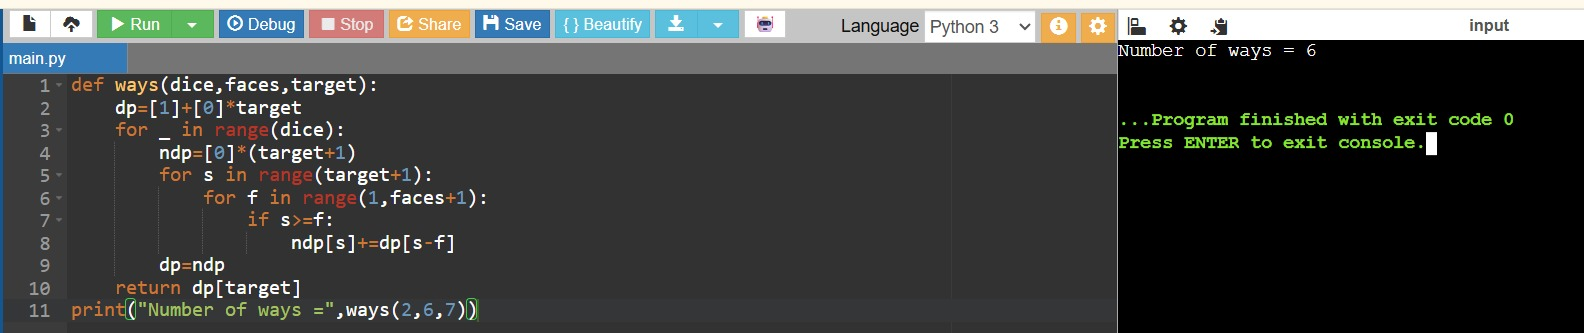 Run Debug Stop Share Save { } Beautify Language Python 3 input
main.py
1 def ways(dice,faces,target):
2     dp=[1]+[0]*target
3     for _ in range(dice):
4         ndp=[0]*(target+1)
5         for s in range(target+1):
6             for f in range(1,faces+1):
7                 if s>=f:
8                     ndp[s]+=dp[s-f]
9         dp=ndp
10     return dp[target]
11 print("Number of ways =",ways(2,6,7))
Number of ways = 6
...Program finished with exit code 0
Press ENTER to exit console.